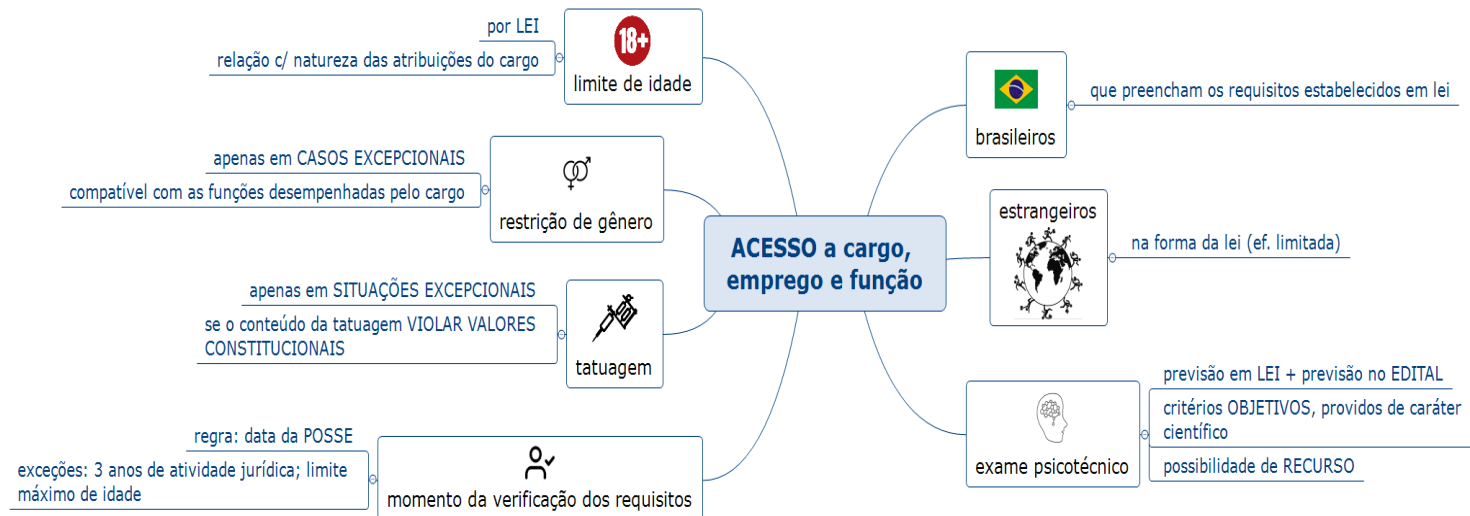 ACESSO a cargo,
emprego e função
18+
limite de idade
por LEI
relação c/ natureza das atribuições do cargo
restrição de gênero
apenas em CASOS EXCEPCIONAIS
compatível com as funções desempenhadas pelo cargo
tatuagem
apenas em SITUAÇÕES EXCEPCIONAIS
se o conteúdo da tatuagem VIOLAR VALORES
CONSTITUCIONAIS
momento da verificação dos requisitos
regra: data da POSSE
exceções: 3 anos de atividade jurídica; limite
máximo de idade
brasileiros
que preencham os requisitos estabelecidos em lei
estrangeiros
na forma da lei (ef. limitada)
exame psicotécnico
previsão em LEI + previsão no EDITAL
critérios OBJETIVOS, providos de caráter
científico
possibilidade de RECURSO